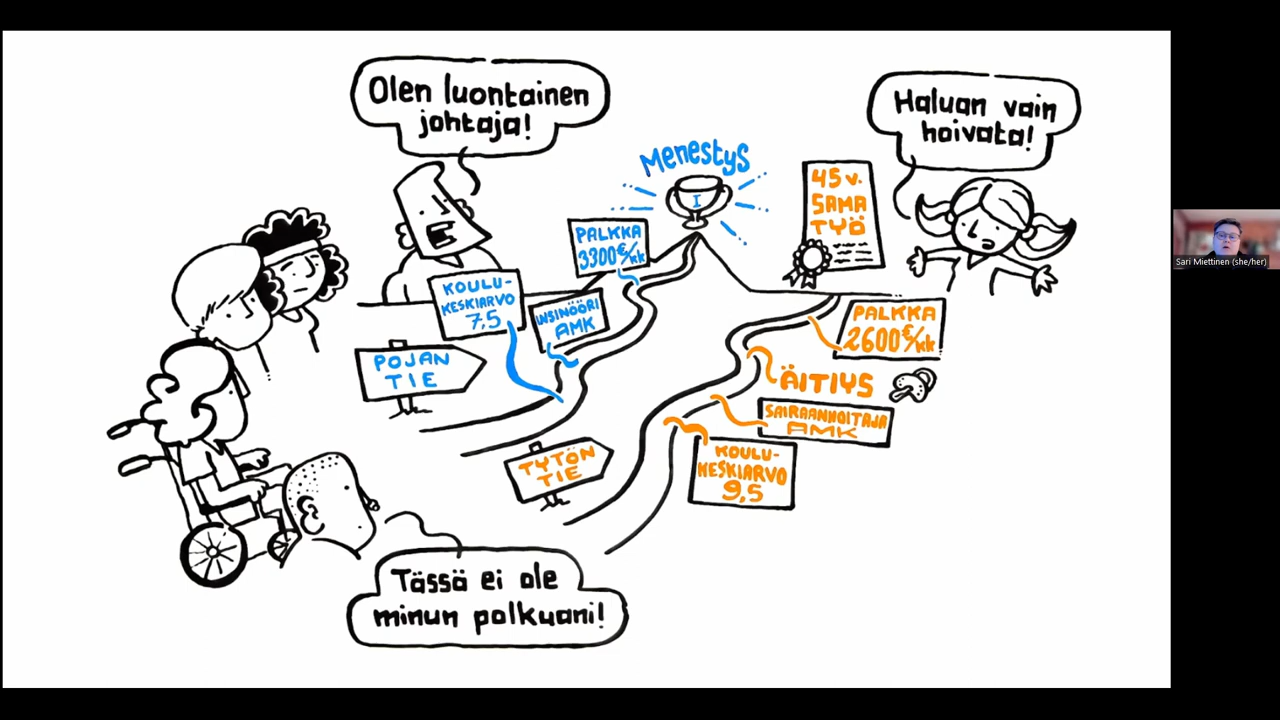 Olen luontainen
johtaja!
Haluan vain
hoivata!
Menestys
I
45 v.
SAMA
TYÖ
PALKKA
3300€/kk
KOULU-
KESKIARVO
7,5
INSINÖÖRI
AMK
POJAN
TIE
PALKKA
2600€/kk
ÄITIYS
SAIRAANHOITAJA
AMK
TYTÖN
TIE
KOULU-
KESKIARVO
9,5
Tässä ei ole
minun polkuani!
Sari Miettinen (she/her)